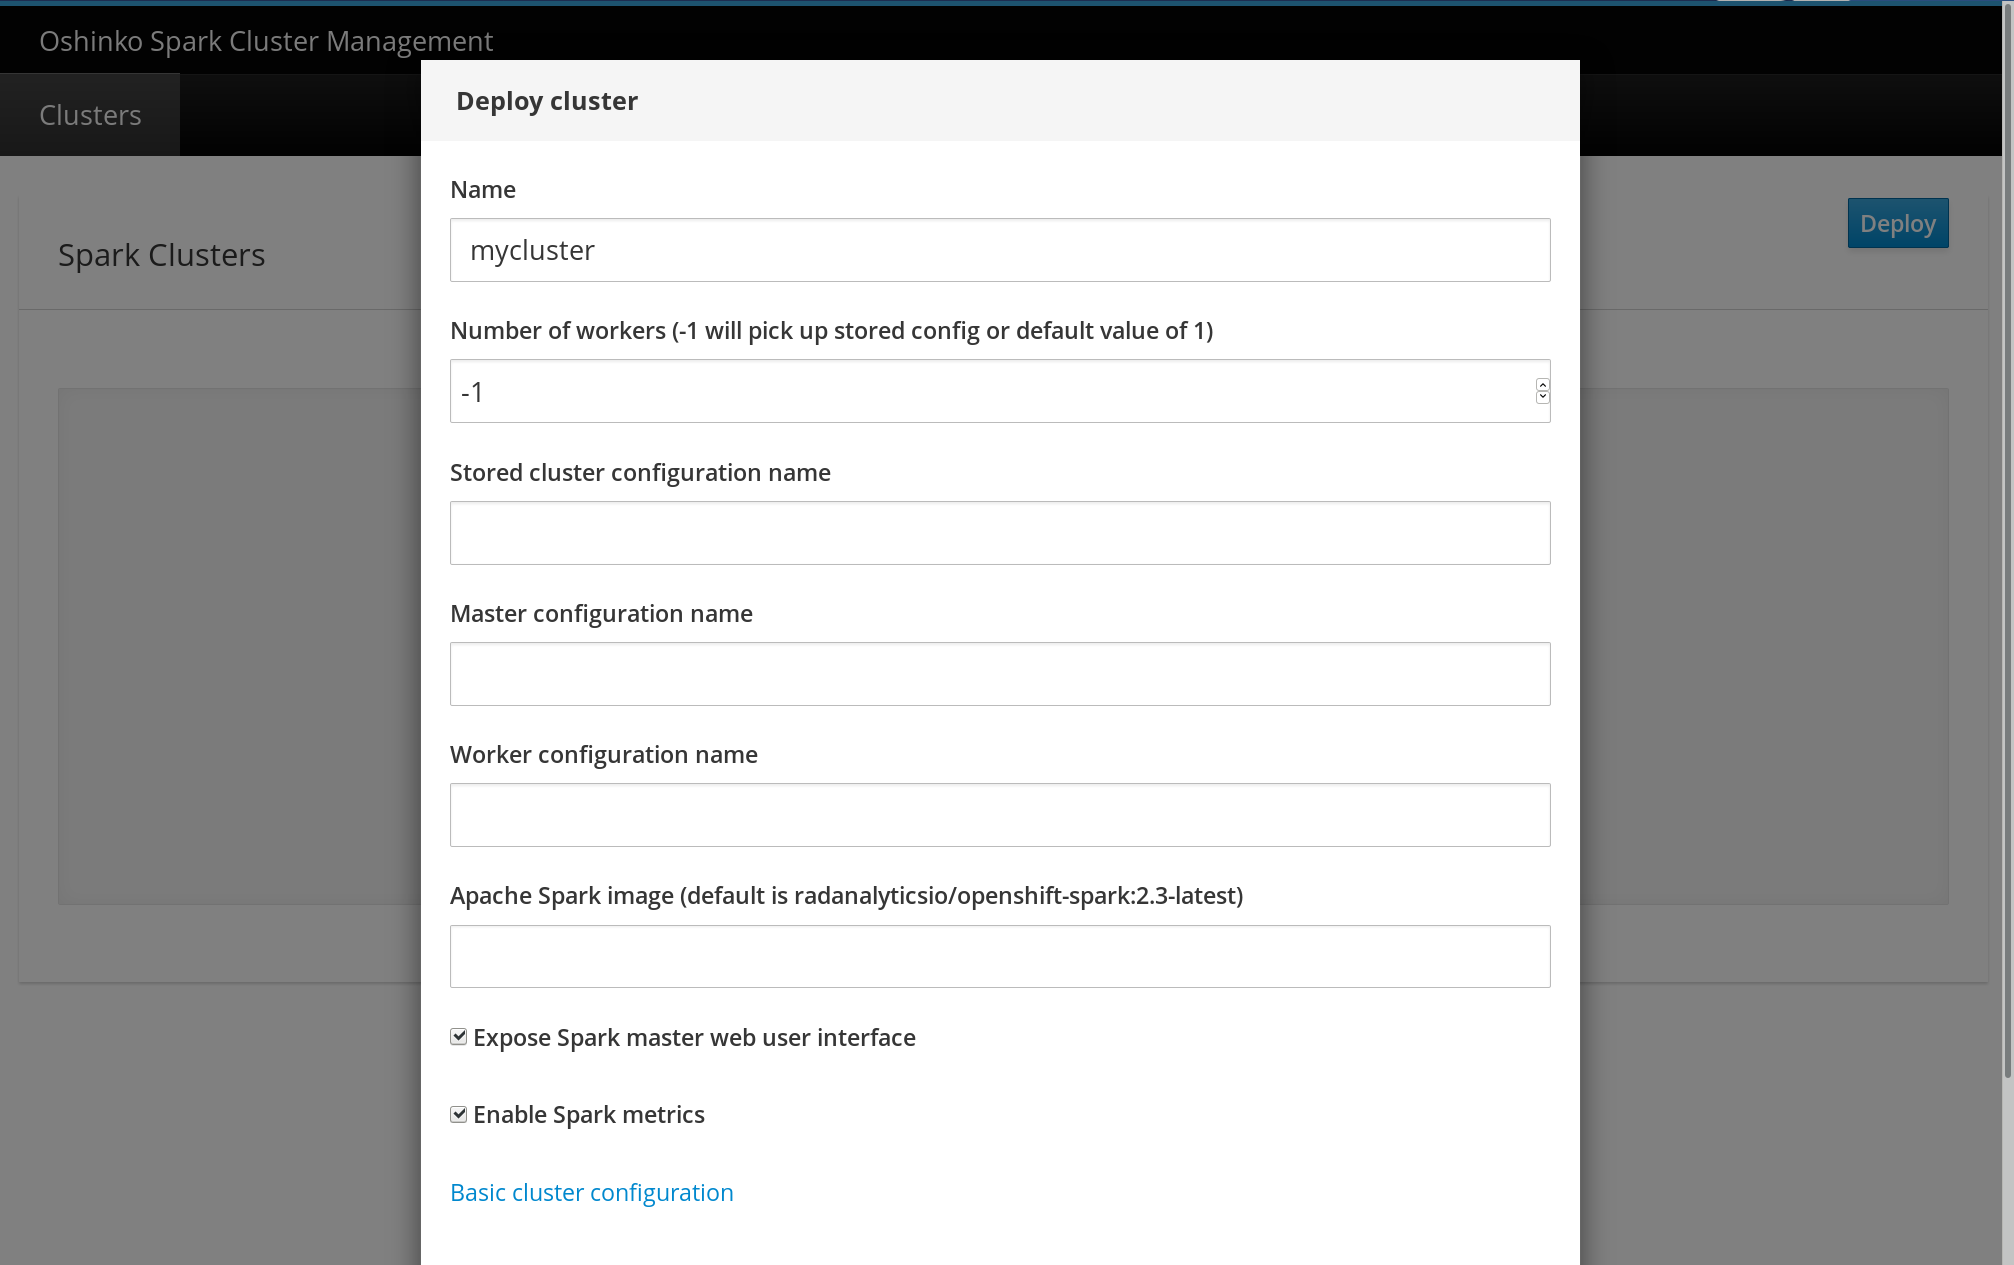 Oshinko Spark Cluster Management
Clusters
Spark Clusters
Deploy
Deploy cluster
Name
mycluster
Number of workers (-1 will pick up stored config or default value of 1)
-1
Stored cluster configuration name
Master configuration name
Worker configuration name
Apache Spark image (default is radanalyticsio/openshift-spark:2.3-latest)
Expose Spark master web user interface
Enable Spark metrics
Basic cluster configuration